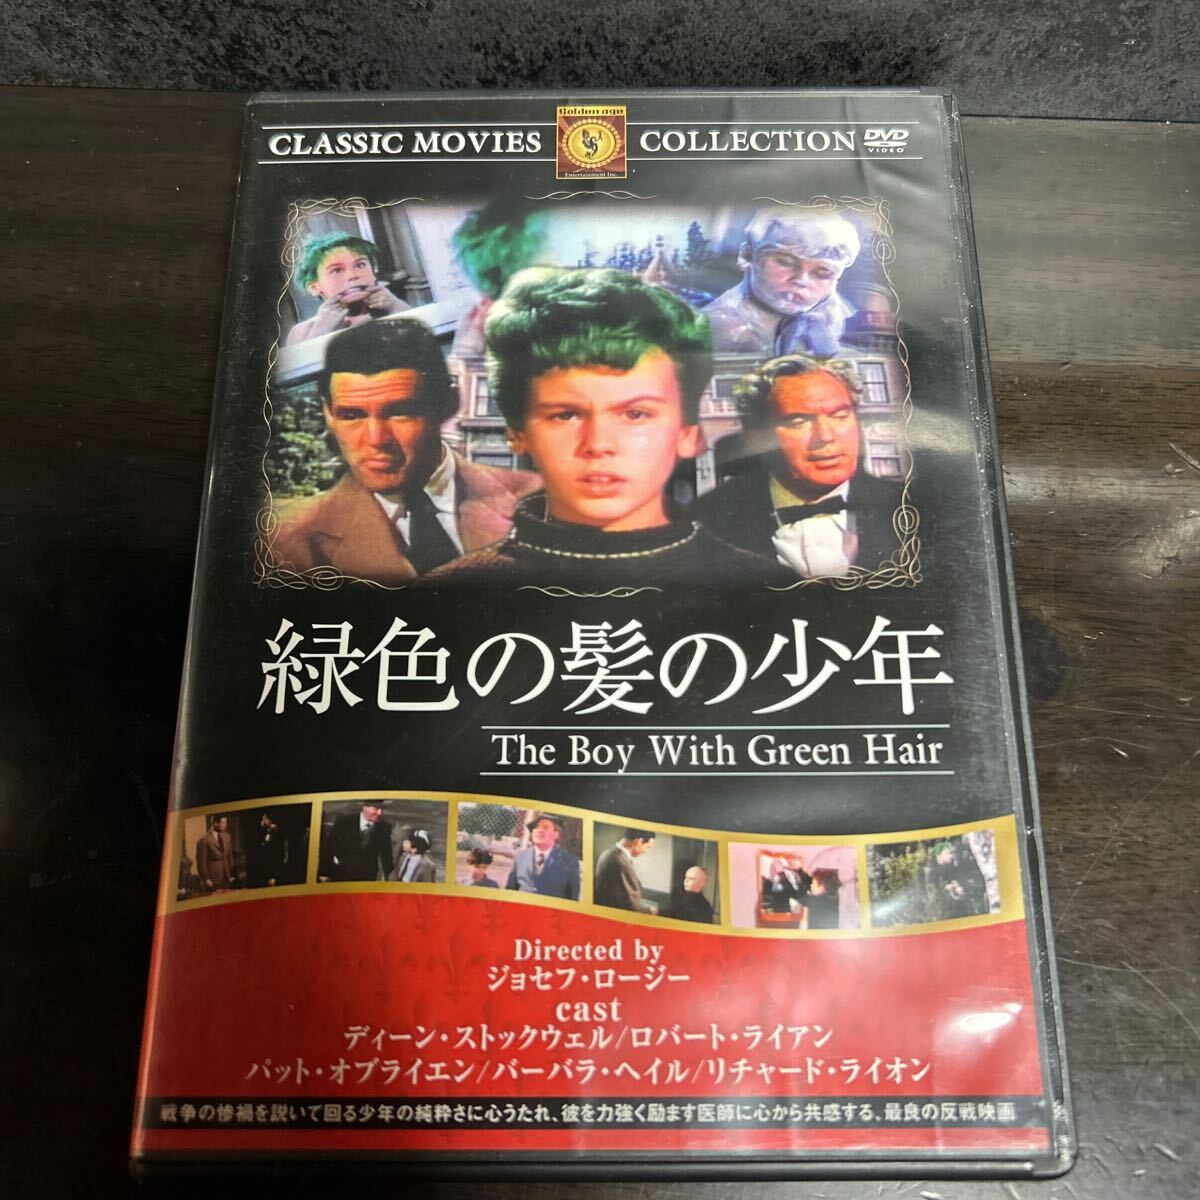 CLASSIC MOVIES COLLECTION
Golden age
Entertainment Inc.
DVD
VIDEO
緑色の髪の少年
The Boy With Green Hair
Directed by
ジョセフ・ロージー
cast
ディーン・ストックウェル/ロバート・ライアン
パット・オブライエン/バーバラ・ヘイル/リチャード・ライオン
戦争の惨禍を説いて回る少年の純粋さに心うたれ、彼を力強く励ます医師に心から共感する、最良の反戦映画